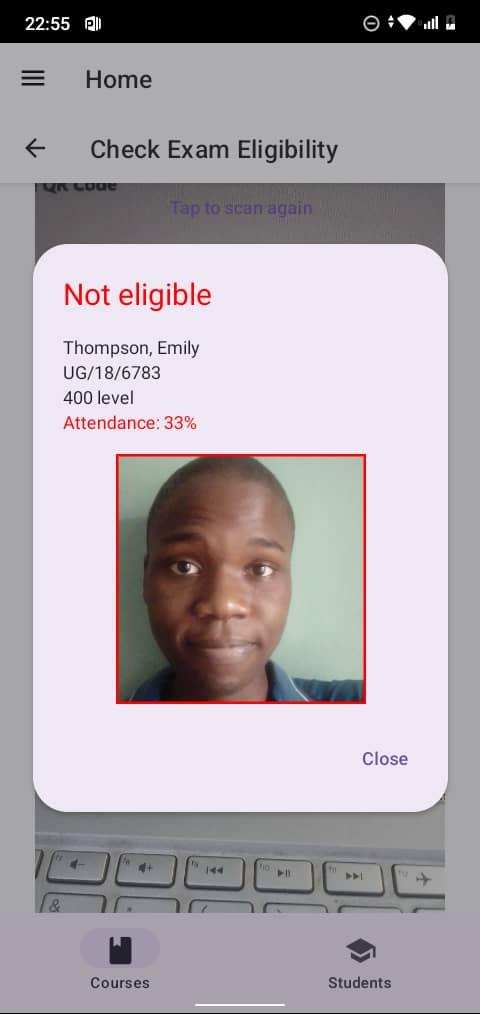 22:55
Home
Check Exam Eligibility
QR Code
Tap to scan again
Not eligible
Thompson, Emily
UG/18/6783
400 level
Attendance: 33%
Close
&
Courses
Students